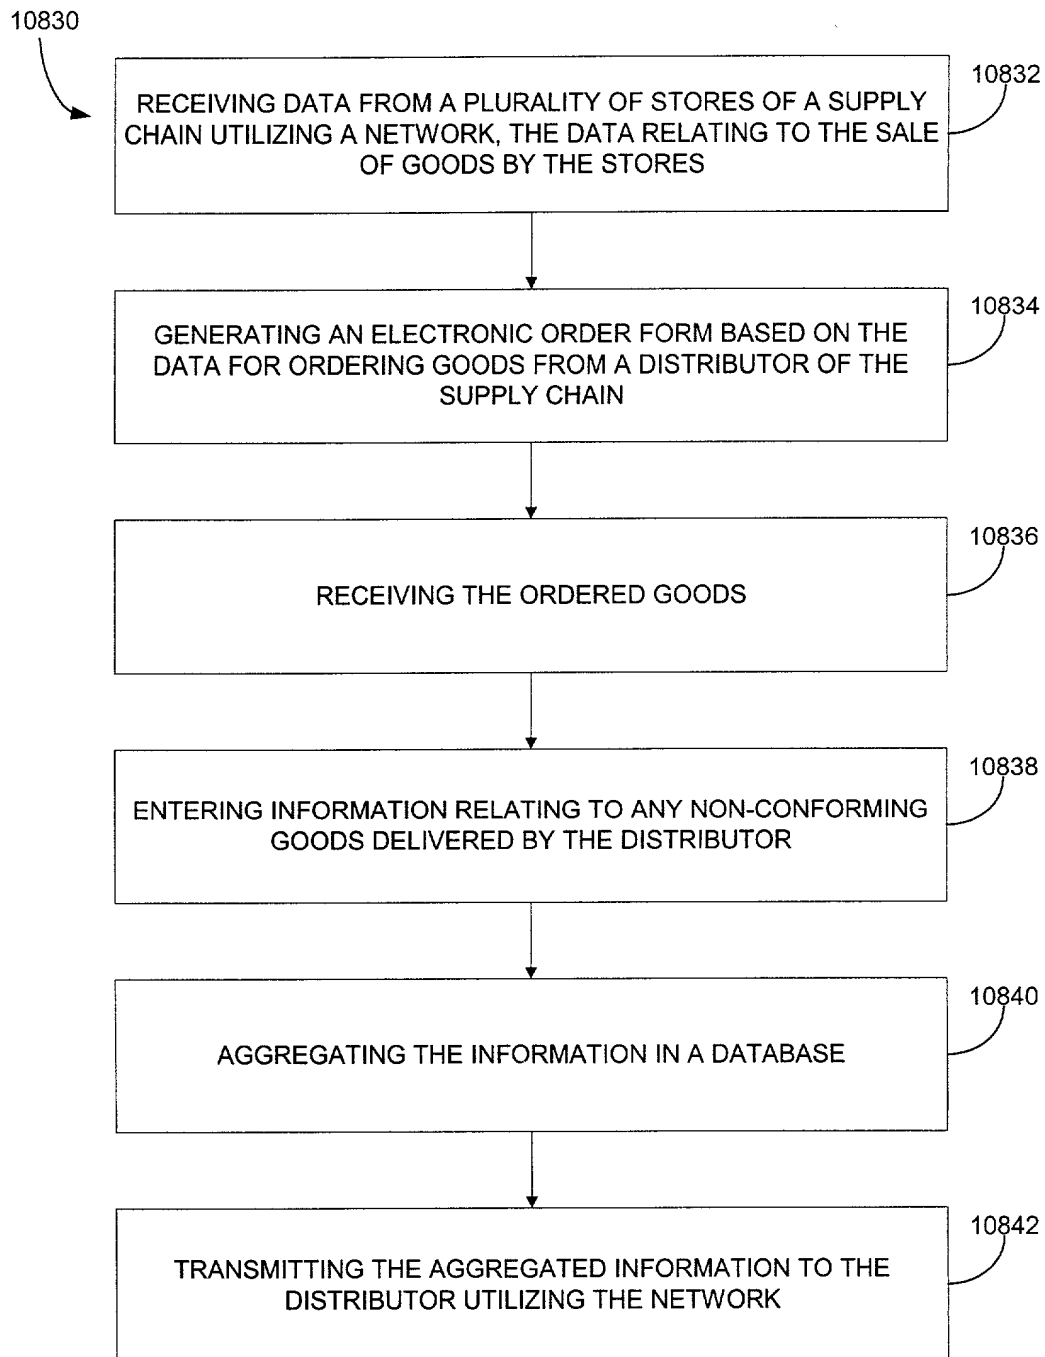 10830
10832
RECEIVING DATA FROM A PLURALITY OF STORES OF A SUPPLY
CHAIN UTILIZING A NETWORK, THE DATA RELATING TO THE SALE
OF GOODS BY THE STORES
10834
GENERATING AN ELECTRONIC ORDER FORM BASED ON THE
DATA FOR ORDERING GOODS FROM A DISTRIBUTOR OF THE
SUPPLY CHAIN
10836
RECEIVING THE ORDERED GOODS
10838
ENTERING INFORMATION RELATING TO ANY NON-CONFORMING
GOODS DELIVERED BY THE DISTRIBUTOR
10840
AGGREGATING THE INFORMATION IN A DATABASE
10842
TRANSMITTING THE AGGREGATED INFORMATION TO THE
DISTRIBUTOR UTILIZING THE NETWORK